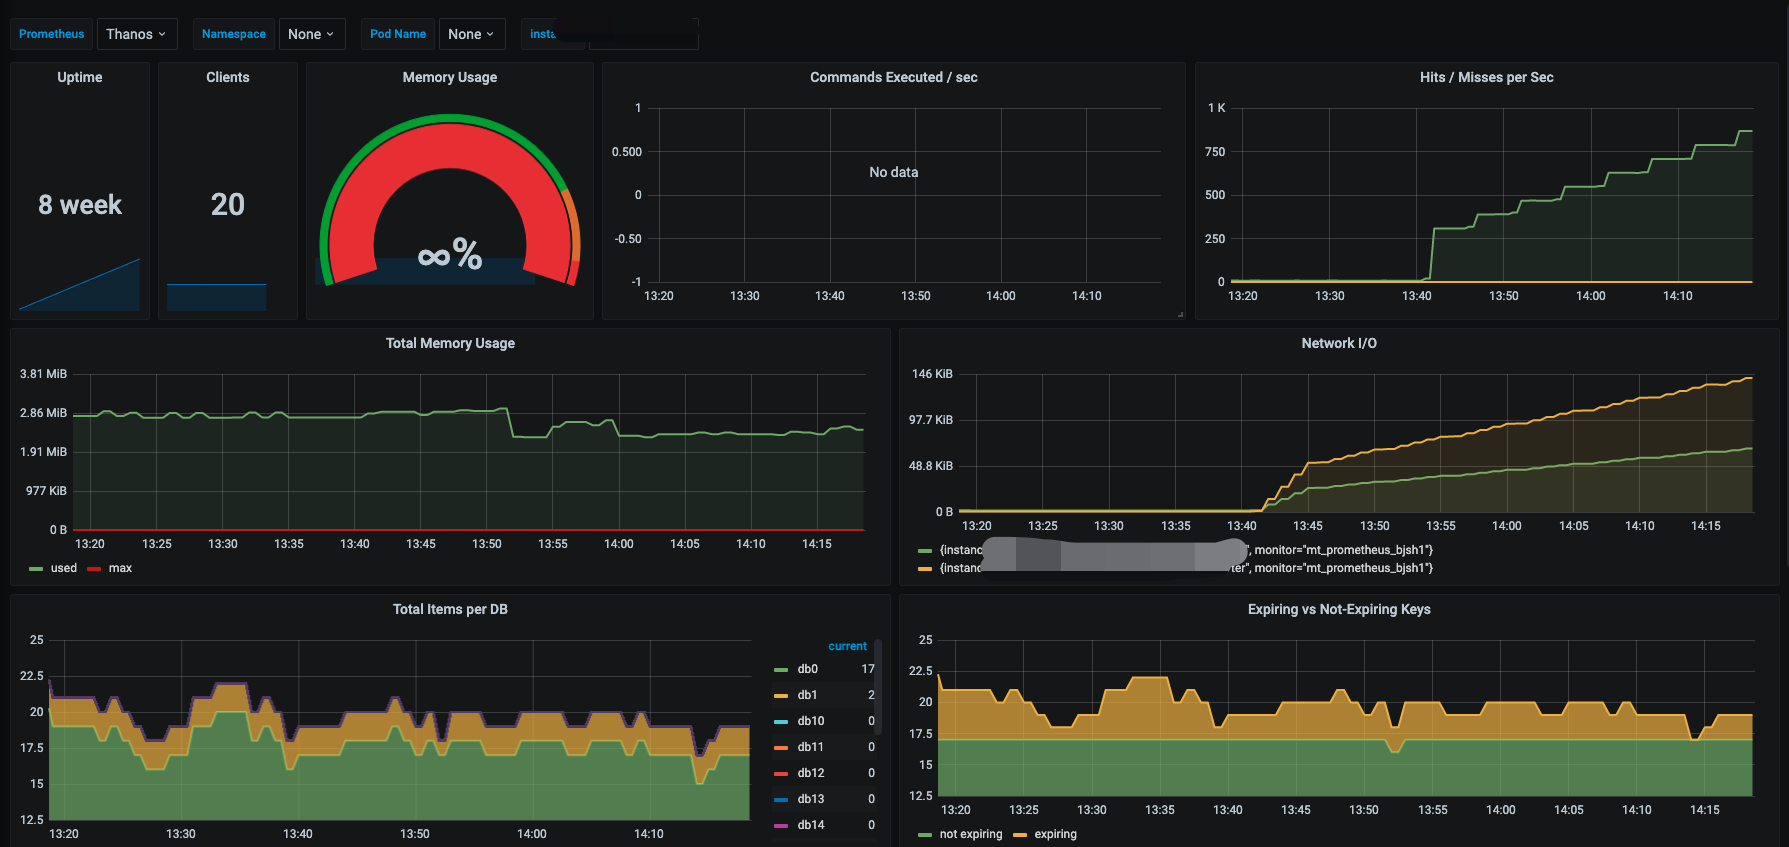 Prometheus Thanos Namespace None Pod Name None insta
Uptime
8 week
Clients
20
Memory Usage
∞%
Commands Executed / sec
1
0.500
0
-0.50
-1
No data
13:20 13:30 13:40 13:50 14:00 14:10
Hits / Misses per Sec
1 K
750
500
250
0
13:20 13:30 13:40 13:50 14:00 14:10
Total Memory Usage
3.81 MiB
2.86 MiB
1.91 MiB
977 KiB
0 B
13:20 13:25 13:30 13:35 13:40 13:45 13:50 13:55 14:00 14:05 14:10 14:15
used max
Network I/O
146 KiB
97.7 KiB
48.8 KiB
0 B
13:20 13:25 13:30 13:35 13:40 13:45 13:50 13:55 14:00 14:05 14:10 14:15
{instanc ", monitor="mt_prometheus_bjsh1"}
{instanc ter", monitor="mt_prometheus_bjsh1"}
Total Items per DB
25
22.5
20
17.5
15
12.5
13:20 13:30 13:40 13:50 14:00 14:10
current
db0 17
db1 2
db10 0
db11 0
db12 0
db13 0
db14 0
Expiring vs Not-Expiring Keys
25
22.5
20
17.5
15
12.5
13:20 13:25 13:30 13:35 13:40 13:45 13:50 13:55 14:00 14:05 14:10 14:15
not expiring expiring